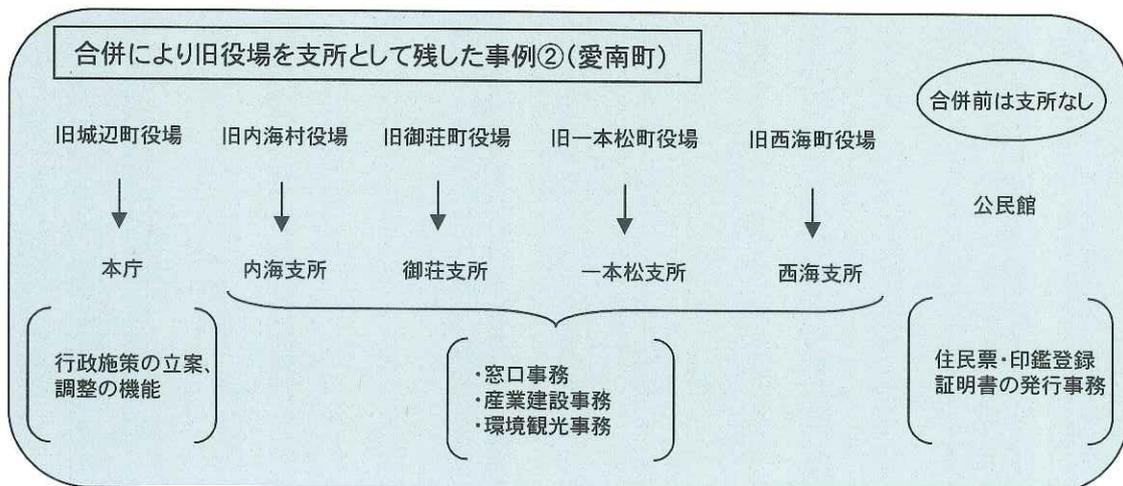 合併により旧役場を支所として残した事例②(愛南町)
合併前は支所なし
旧城辺町役場
旧内海村役場
旧御荘町役場
旧一本松町役場
旧西海町役場
公民館
本庁
内海支所
御荘支所
一本松支所
西海支所
行政施策の立案、
調整の機能
・窓口事務
・産業建設事務
・環境観光事務
住民票・印鑑登録
証明書の発行事務